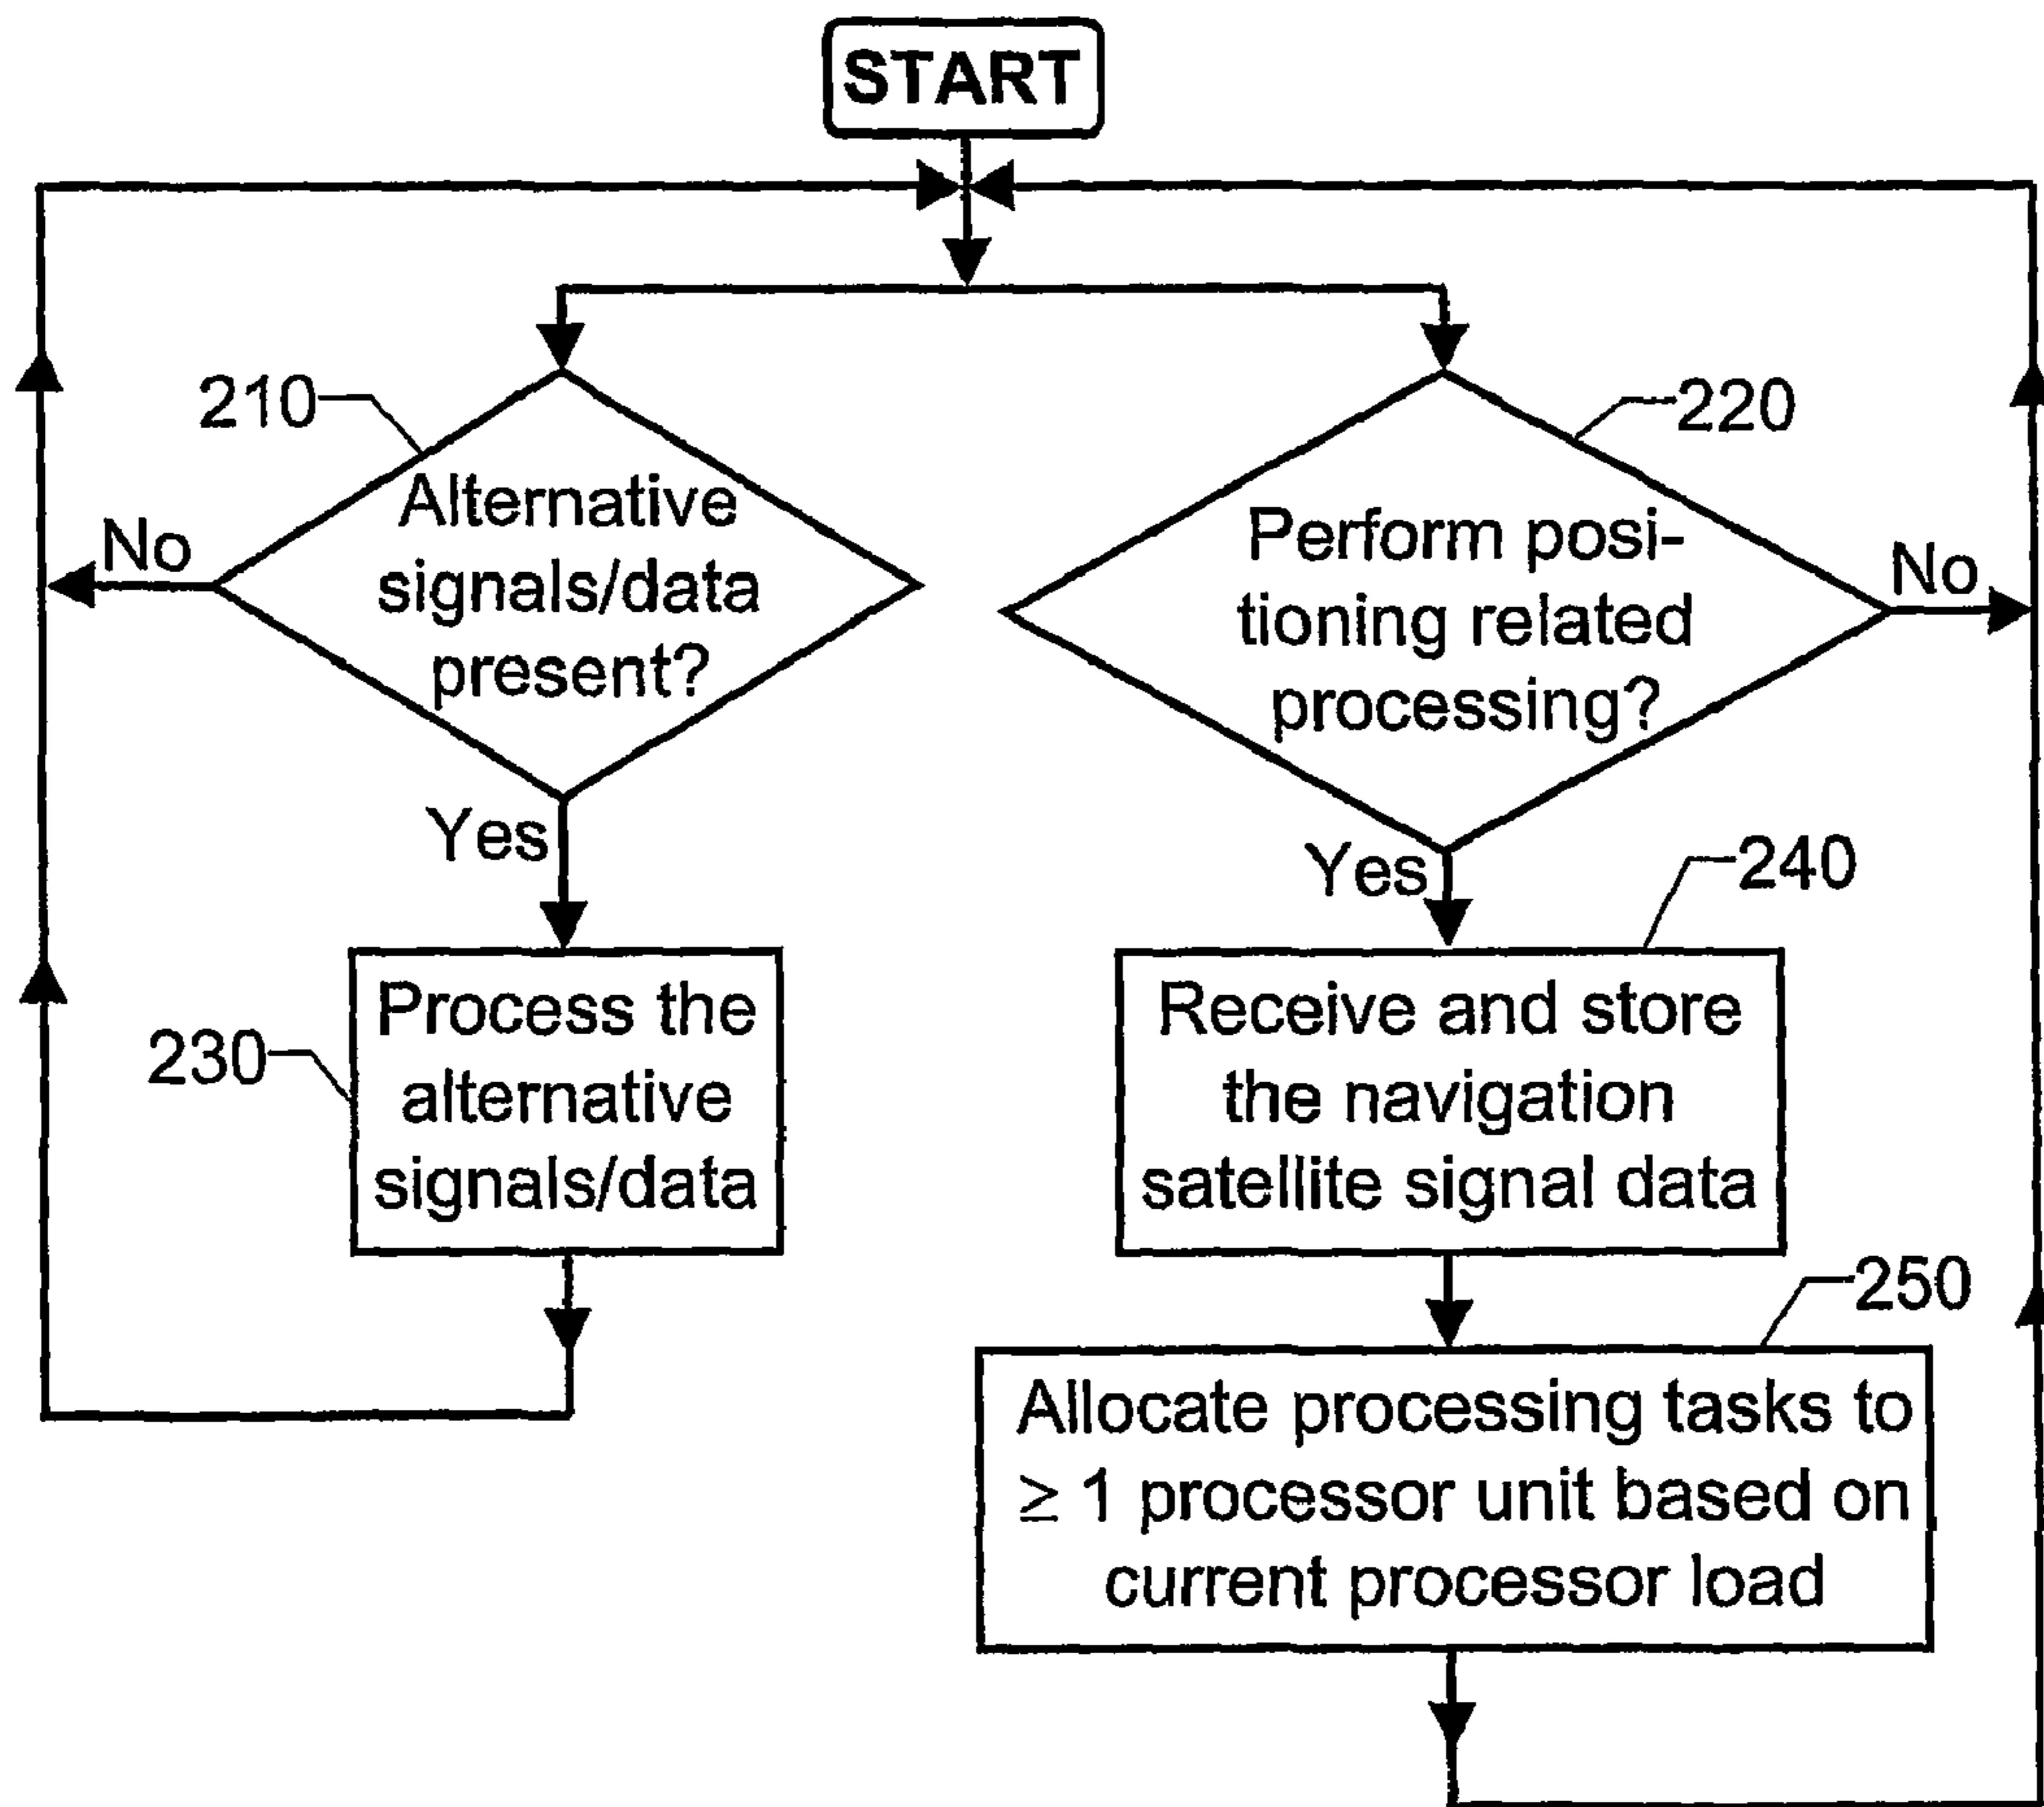 START
210
Alternative
signals/data
present?
No
Yes
220
Perform posi-
tioning related
processing?
No
Yes
230
Process the
alternative
signals/data
240
Receive and store
the navigation
satellite signal data
250
Allocate processing tasks to
≥ 1 processor unit based on
current processor load